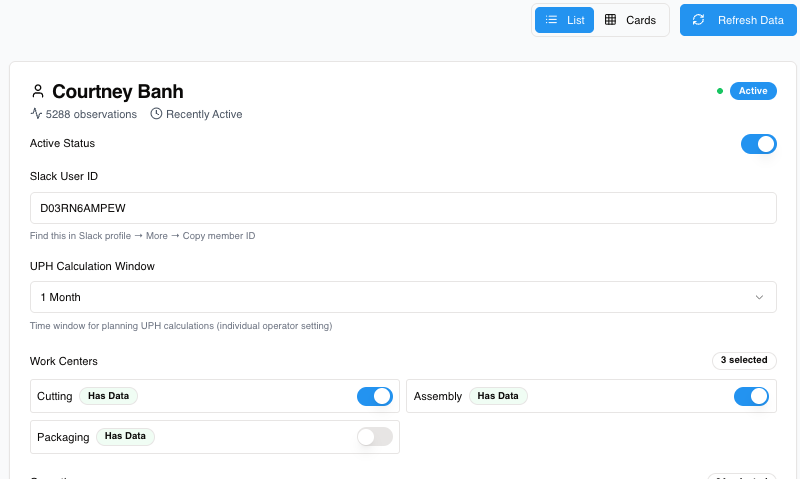 List Cards Refresh Data
Courtney Banh Active
5288 observations Recently Active
Active Status
Slack User ID
D03RN6AMPEW
Find this in Slack profile → More → Copy member ID
UPH Calculation Window
1 Month
Time window for planning UPH calculations (individual operator setting)
Work Centers 3 selected
Cutting Has Data Assembly Has Data
Packaging Has Data